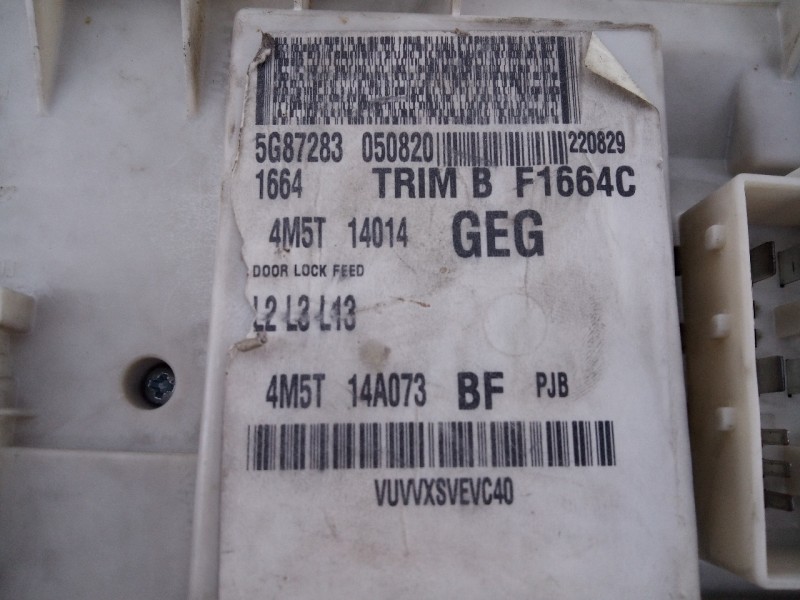 5G87283 050820 220829
1664 TRIM B F1664C
4M5T 14014 GEG
DOOR LOCK FEED
L2 L3 L13
4M5T 14A073 BF PJB
VUVVXSVEVC40